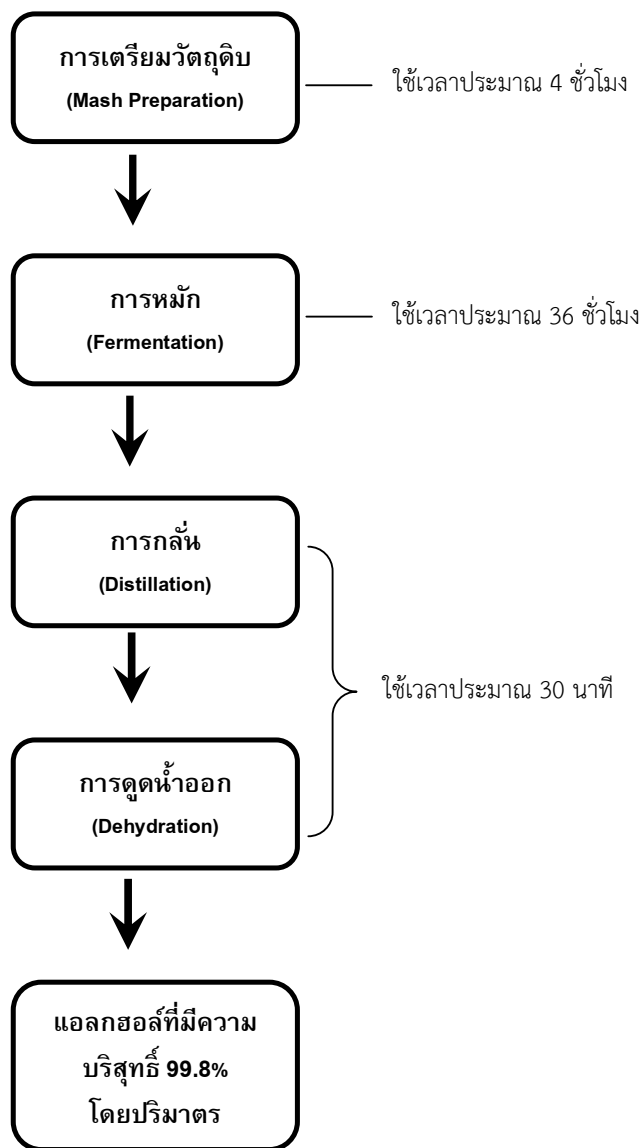 การเตรียมวัตถุดิบ
(Mash Preparation)
ใช้เวลาประมาณ 4 ชั่วโมง
การหมัก
(Fermentation)
ใช้เวลาประมาณ 36 ชั่วโมง
การกลั่น
(Distillation)
ใช้เวลาประมาณ 30 นาที
การดูดน้ำออก
(Dehydration)
แอลกฮอล์ที่มีความ
บริสุทธิ์ 99.8%
โดยปริมาตร